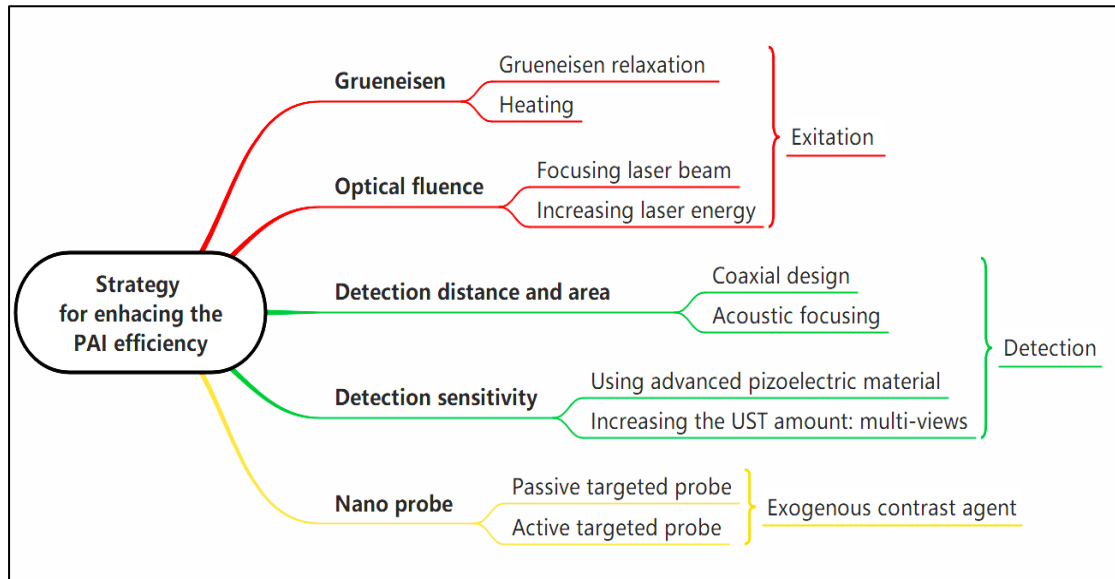 Strategy
for enhacing the
PAI efficiency
Grueneisen
Grueneisen relaxation
Heating
Optical fluence
Focusing laser beam
Increasing laser energy
Exitation
Detection distance and area
Coaxial design
Acoustic focusing
Detection sensitivity
Using advanced pizoelectric material
Increasing the UST amount: multi-views
Detection
Nano probe
Passive targeted probe
Active targeted probe
Exogenous contrast agent